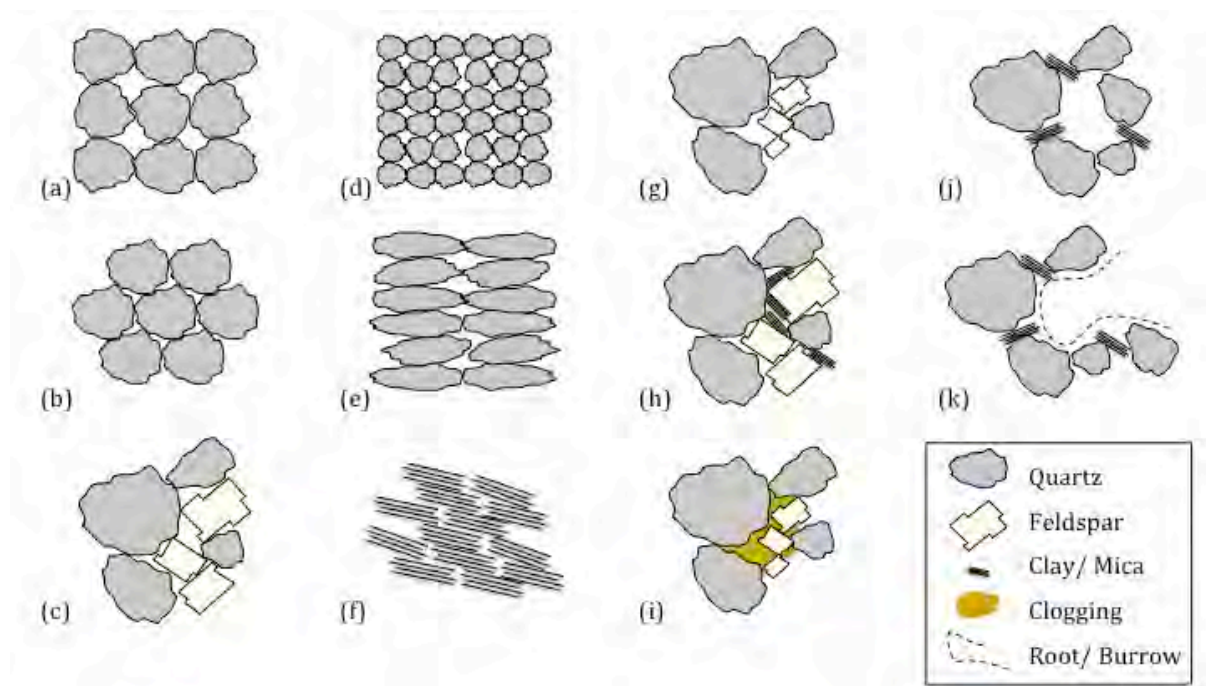 (a)
(b)
(c)
(d)
(e)
(f)
(g)
(h)
(i)
(j)
(k)
Quartz
Feldspar
Clay/ Mica
Clogging
Root/ Burrow